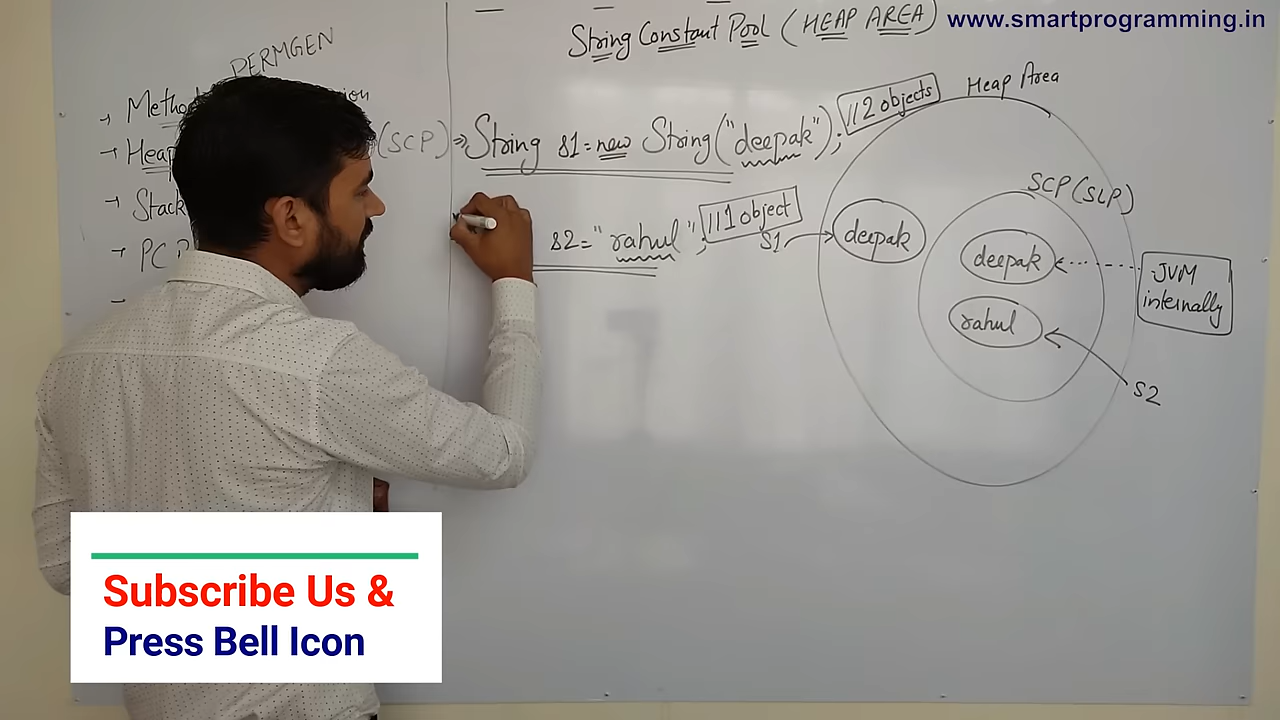 www.smartprogramming.in
String Constant Pool (HEAP AREA)
PERMGEN
→ Method
→ Heap (SCP) ⇒
→ Stack
→ PC
String s1 = new String("deepak"); //2 objects
s2 = "rahul"; //1 object
Heap Area
SCP(SLP)
s1
deepak
deepak
rahul
JVM
internally
s2
Subscribe Us &
Press Bell Icon